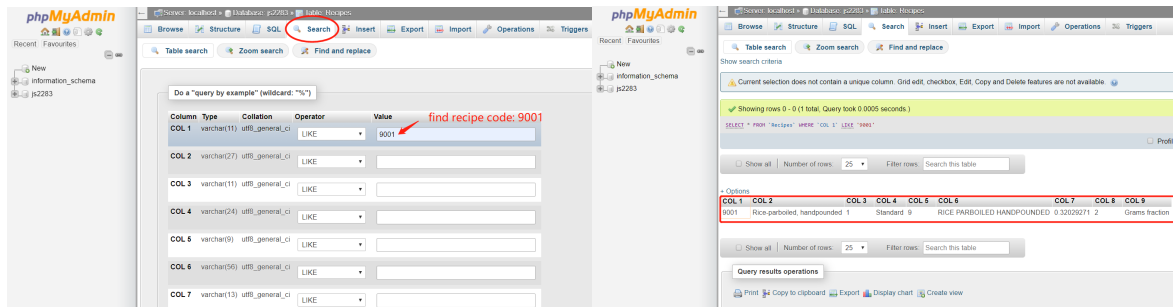 phpMyAdmin
Recent Favourites
New
information_schema
js2283
Server: localhost » Database: js2283 » Table: Recipes
Browse Structure SQL Search Insert Export Import Operations Triggers
Table search Zoom search Find and replace
Do a "query by example" (wildcard: "%")
Column Type Collation Operator Value
find recipe code: 9001
COL 1 varchar(11) utf8_general_ci LIKE 9001
COL 2 varchar(27) utf8_general_ci LIKE
COL 3 varchar(11) utf8_general_ci LIKE
COL 4 varchar(24) utf8_general_ci LIKE
COL 5 varchar(9) utf8_general_ci LIKE
COL 6 varchar(56) utf8_general_ci LIKE
COL 7 varchar(13) utf8_general_ci LIKE
phpMyAdmin
Recent Favourites
New
information_schema
js2283
Server: localhost » Database: js2283 » Table: Recipes
Browse Structure SQL Search Insert Export Import Operations Triggers
Table search Zoom search Find and replace
Show search criteria
Current selection does not contain a unique column. Grid edit, checkbox, Edit, Copy and Delete features are not available.
Showing rows 0 - 0 (1 total, Query took 0.0005 seconds.)
SELECT * FROM `Recipes` WHERE `COL 1` LIKE '9001'
Profil
Show all Number of rows: 25 Filter rows: Search this table
+ Options
COL 1 COL 2 COL 3 COL 4 COL 5 COL 6 COL 7 COL 8 COL 9
9001 Rice-parboiled, handpounded 1 Standard 9 RICE PARBOILED HANDPOUNDED 0.32029271 2 Grams fraction
Show all Number of rows: 25 Filter rows: Search this table
Query results operations
Print Copy to clipboard Export Display chart Create view